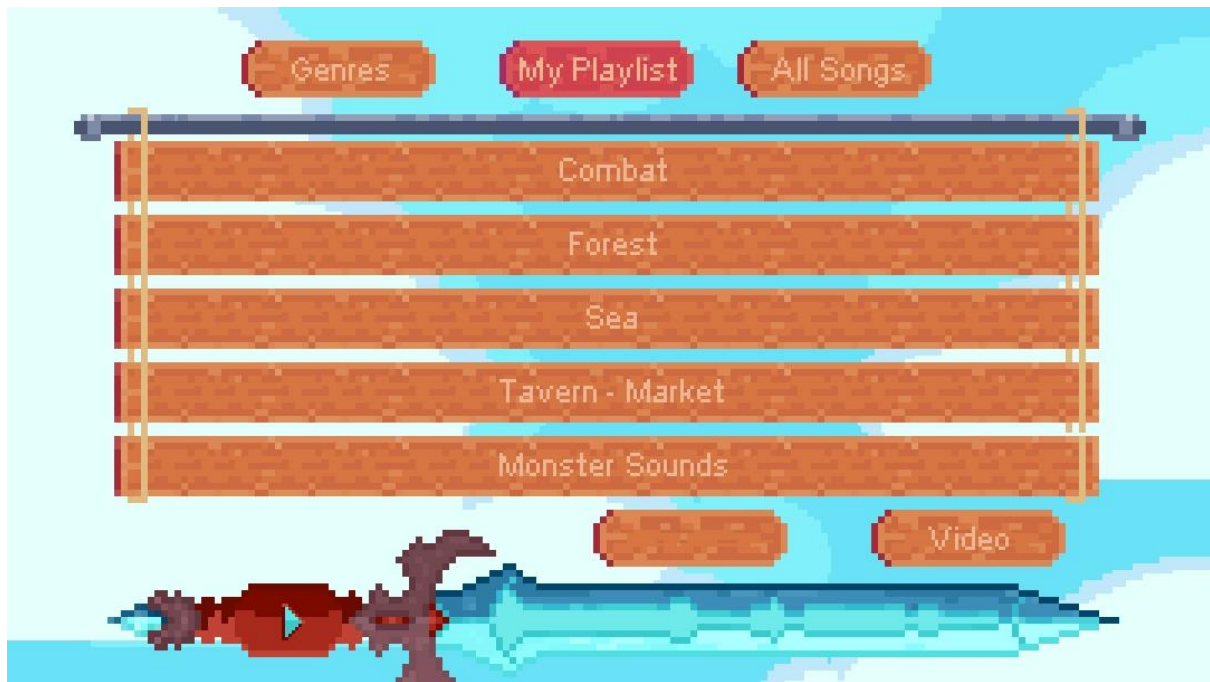 Genres My Playlist All Songs
Combat
Forest
Sea
Tavern - Market
Monster Sounds
Video